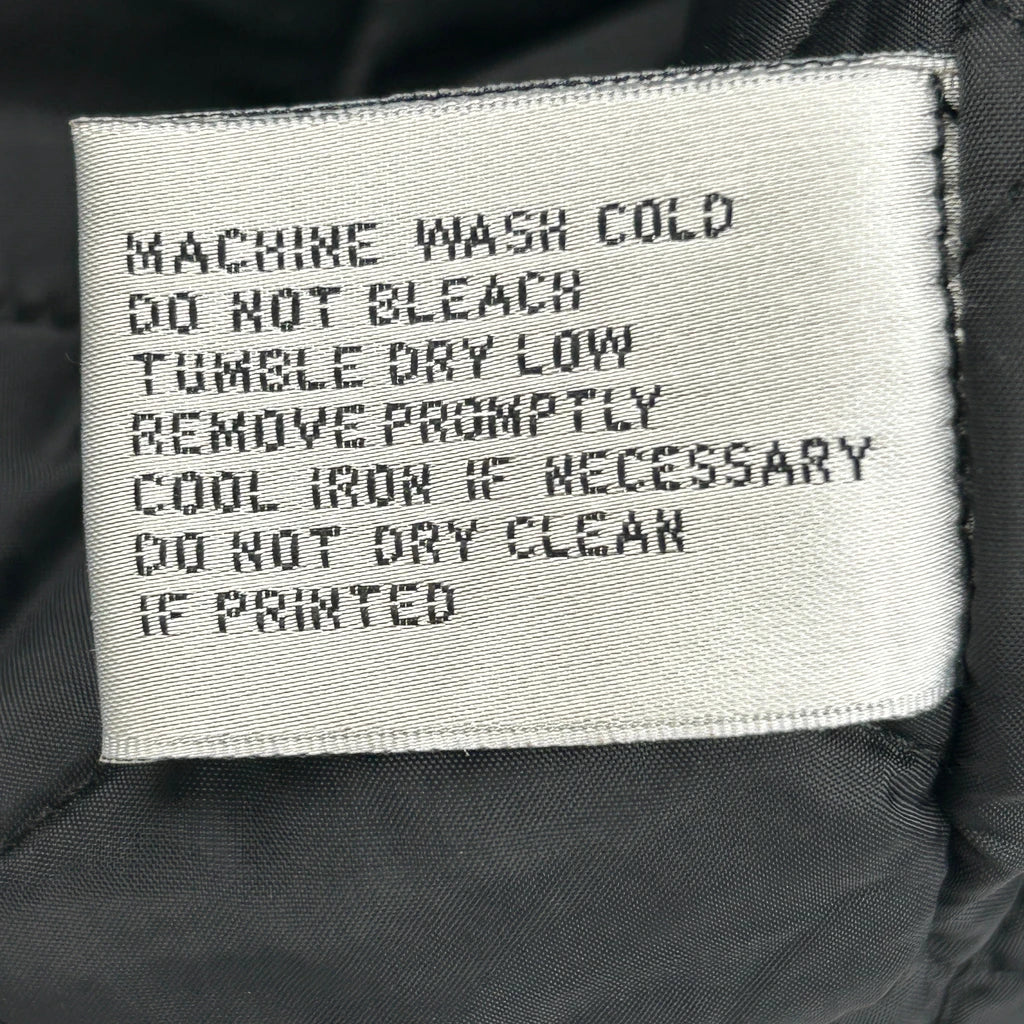 MACHINE WASH COLD
DO NOT BLEACH
TUMBLE DRY LOW
REMOVE PROMPTLY
COOL IRON IF NECESSARY
DO NOT DRY CLEAN
IF PRINTED